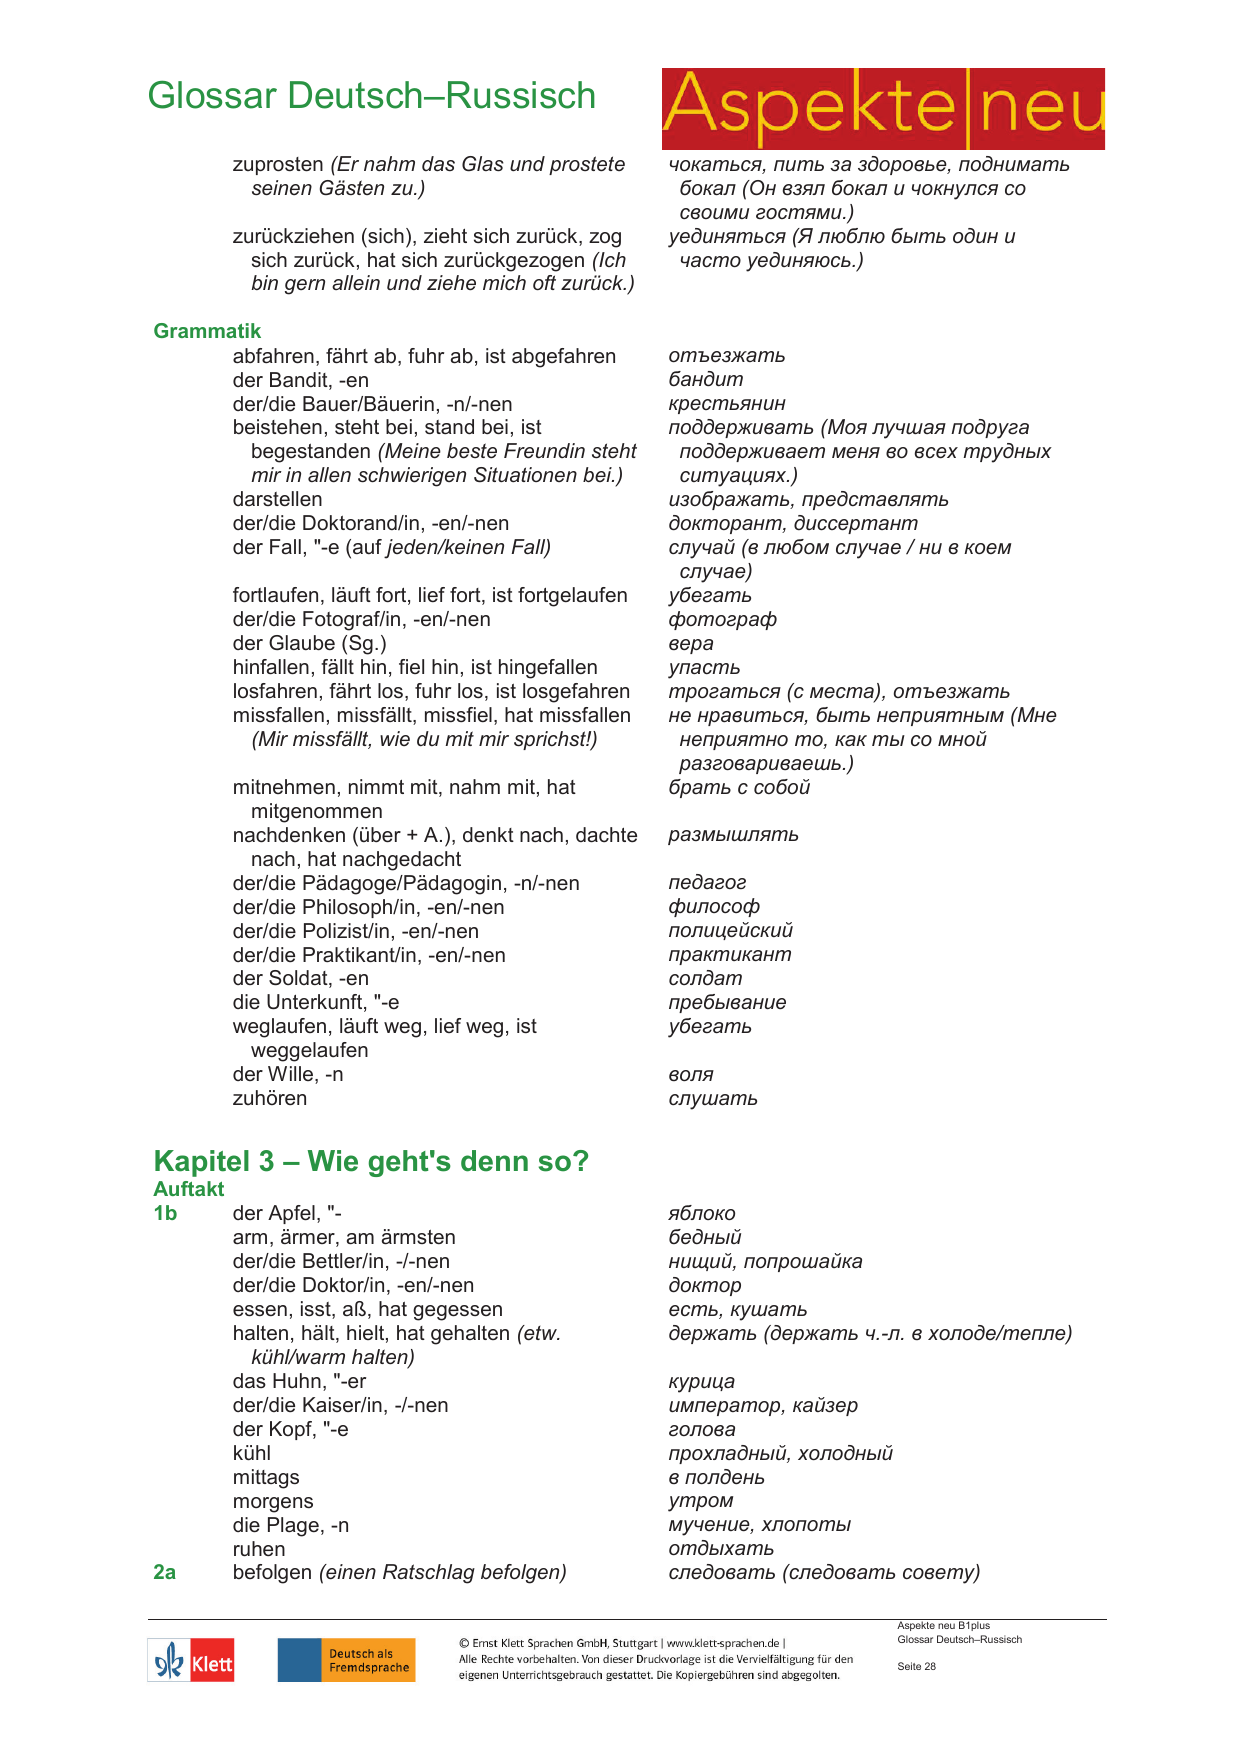 Glossar Deutsch–Russisch
Aspekte|neu
zuprosten (Er nahm das Glas und prostete чокаться, пить за здоровье, поднимать
seinen Gästen zu.) бокал (Он взял бокал и чокнулся со
своими гостями.)
zurückziehen (sich), zieht sich zurück, zog уединяться (Я люблю быть один и
sich zurück, hat sich zurückgezogen (Ich часто уединяюсь.)
bin gern allein und ziehe mich oft zurück.)
Grammatik
abfahren, fährt ab, fuhr ab, ist abgefahren отъезжать
der Bandit, -en бандит
der/die Bauer/Bäuerin, -n/-nen крестьянин
beistehen, steht bei, stand bei, ist поддерживать (Моя лучшая подруга
begestanden (Meine beste Freundin steht поддерживает меня во всех трудных
mir in allen schwierigen Situationen bei.) ситуациях.)
darstellen изображать, представлять
der/die Doktorand/in, -en/-nen докторант, диссертант
der Fall, "-e (auf jeden/keinen Fall) случай (в любом случае / ни в коем
случае)
fortlaufen, läuft fort, lief fort, ist fortgelaufen убегать
der/die Fotograf/in, -en/-nen фотограф
der Glaube (Sg.) вера
hinfallen, fällt hin, fiel hin, ist hingefallen упасть
losfahren, fährt los, fuhr los, ist losgefahren трогаться (с места), отъезжать
missfallen, missfällt, missfiel, hat missfallen не нравиться, быть неприятным (Мне
(Mir missfällt, wie du mit mir sprichst!) неприятно то, как ты со мной
разговариваешь.)
mitnehmen, nimmt mit, nahm mit, hat брать с собой
mitgenommen
nachdenken (über + A.), denkt nach, dachte размышлять
nach, hat nachgedacht
der/die Pädagoge/Pädagogin, -n/-nen педагог
der/die Philosoph/in, -en/-nen философ
der/die Polizist/in, -en/-nen полицейский
der/die Praktikant/in, -en/-nen практикант
der Soldat, -en солдат
die Unterkunft, "-e пребывание
weglaufen, läuft weg, lief weg, ist убегать
weggelaufen
der Wille, -n воля
zuhören слушать
Kapitel 3 – Wie geht's denn so?
Auftakt
1b der Apfel, "- яблоко
arm, ärmer, am ärmsten бедный
der/die Bettler/in, -/-nen нищий, попрошайка
der/die Doktor/in, -en/-nen доктор
essen, isst, aß, hat gegessen есть, кушать
halten, hält, hielt, hat gehalten (etw. держать (держать ч.-л. в холоде/тепле)
kühl/warm halten)
das Huhn, "-er курица
der/die Kaiser/in, -/-nen император, кайзер
der Kopf, "-e голова
kühl прохладный, холодный
mittags в полдень
morgens утром
die Plage, -n мучение, хлопоты
ruhen отдыхать
2a befolgen (einen Ratschlag befolgen) следовать (следовать совету)
Klett
Deutsch als
Fremdsprache
© Ernst Klett Sprachen GmbH, Stuttgart | www.klett-sprachen.de |
Alle Rechte vorbehalten. Von dieser Druckvorlage ist die Vervielfältigung für den
eigenen Unterrichtsgebrauch gestattet. Die Kopiergebühren sind abgegolten.
Aspekte neu B1plus
Glossar Deutsch–Russisch
Seite 28